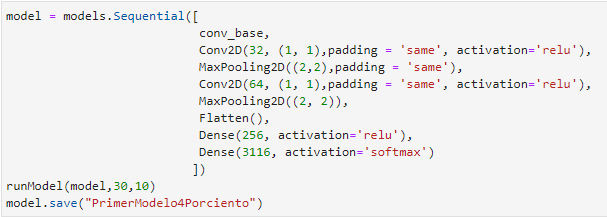 model = models.Sequential([
conv_base,
Conv2D(32, (1, 1),padding = 'same', activation='relu'),
MaxPooling2D((2,2),padding = 'same'),
Conv2D(64, (1, 1),padding = 'same', activation='relu'),
MaxPooling2D((2, 2)),
Flatten(),
Dense(256, activation='relu'),
Dense(3116, activation='softmax')
])
runModel(model,30,10)
model.save("PrimerModelo4Porciento")